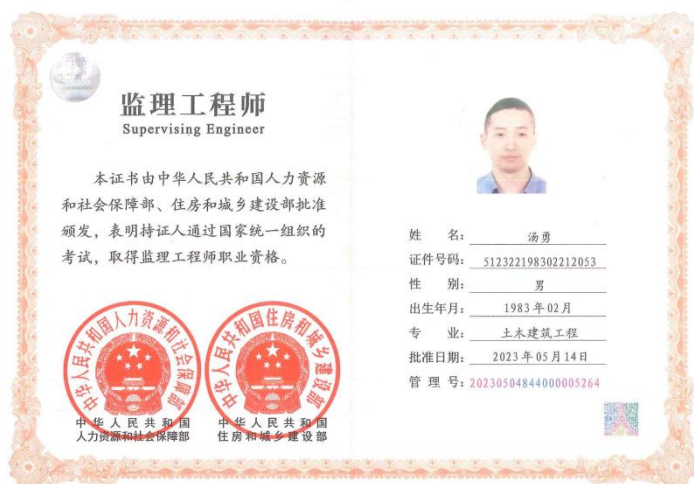 监理工程师
Supervising Engineer
本证书由中华人民共和国人力资源
和社会保障部、住房和城乡建设部批准
颁发，表明持证人通过国家统一组织的
考试，取得监理工程师职业资格。
中华人民共和国人力资源和社会保障部
中华人民共和国住房和城乡建设部
中华人民共和国
人力资源和社会保障部
中华人民共和国
住房和城乡建设部
姓 名：汤勇
证件号码：512322198302212053
性 别：男
出生年月：1983年02月
专 业：土木建筑工程
批准日期：2023年05月14日
管 理 号：20230504844000005264